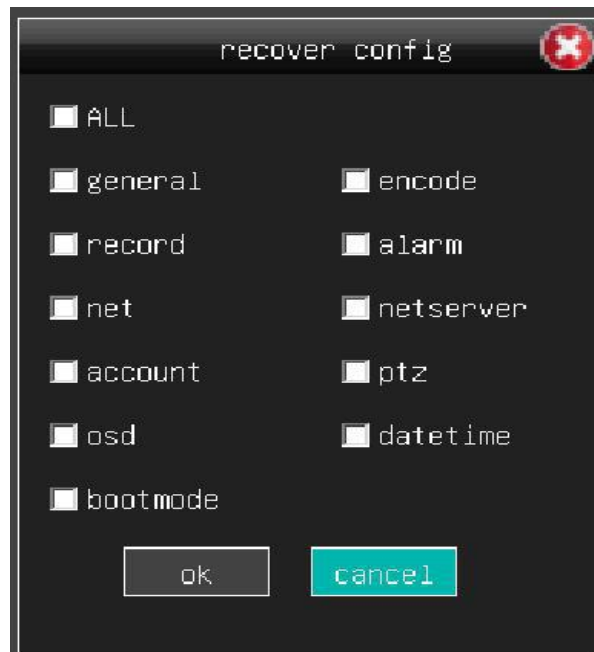 recover config
ALL
general encode
record alarm
net netserver
account ptz
osd datetime
bootmode
ok cancel